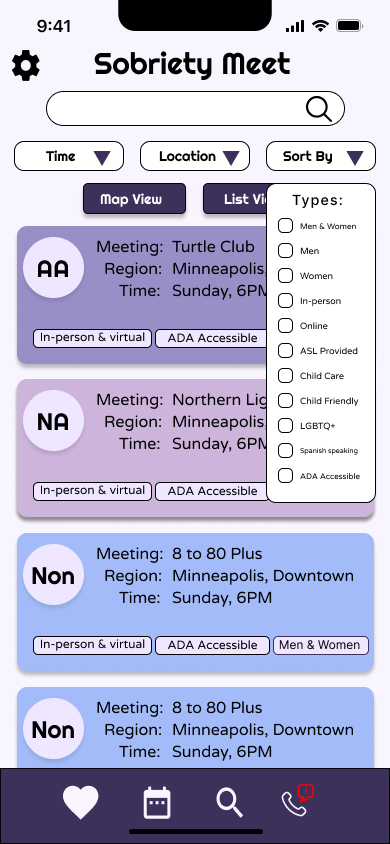 9:41
Sobriety Meet
Time
Location
Sort By
Map View
List Vi
Types:
Men & Women
Men
Women
In-person
Online
ASL Provided
Child Care
Child Friendly
LGBTQ+
Spanish speaking
ADA Accessible
AA
Meeting: Turtle Club
Region: Minneapolis,
Time: Sunday, 6PM
In-person & virtual
ADA Accessible
NA
Meeting: Northern Lig
Region: Minneapolis,
Time: Sunday, 6PM
In-person & virtual
ADA Accessible
Non
Meeting: 8 to 80 Plus
Region: Minneapolis, Downtown
Time: Sunday, 6PM
In-person & virtual
ADA Accessible
Men & Women
Non
Meeting: 8 to 80 Plus
Region: Minneapolis, Downtown
Time: Sunday, 6PM
!